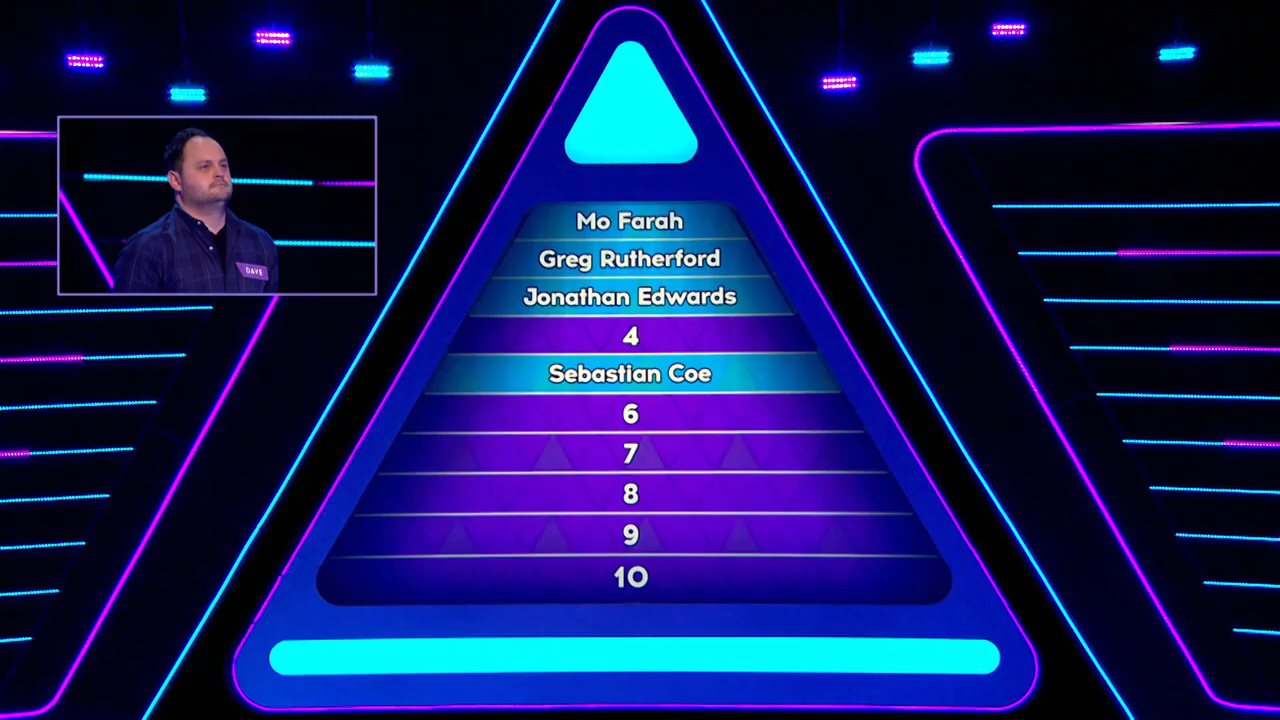 Mo Farah
Greg Rutherford
Jonathan Edwards
4
Sebastian Coe
6
7
8
9
10
DAVE